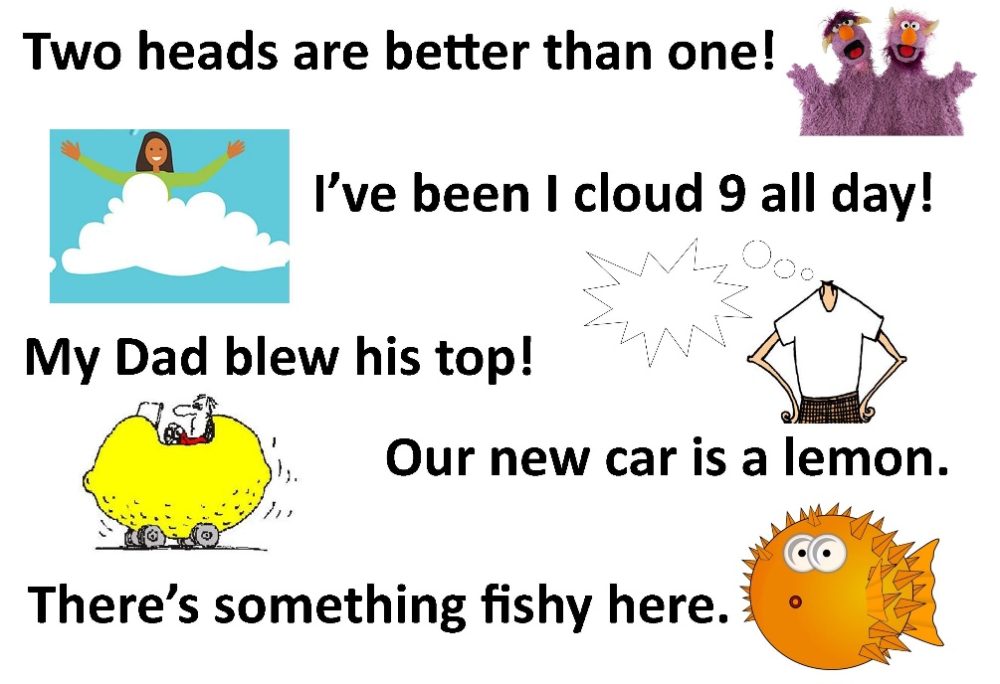 Two heads are better than one!
I’ve been I cloud 9 all day!
My Dad blew his top!
Our new car is a lemon.
There’s something fishy here.